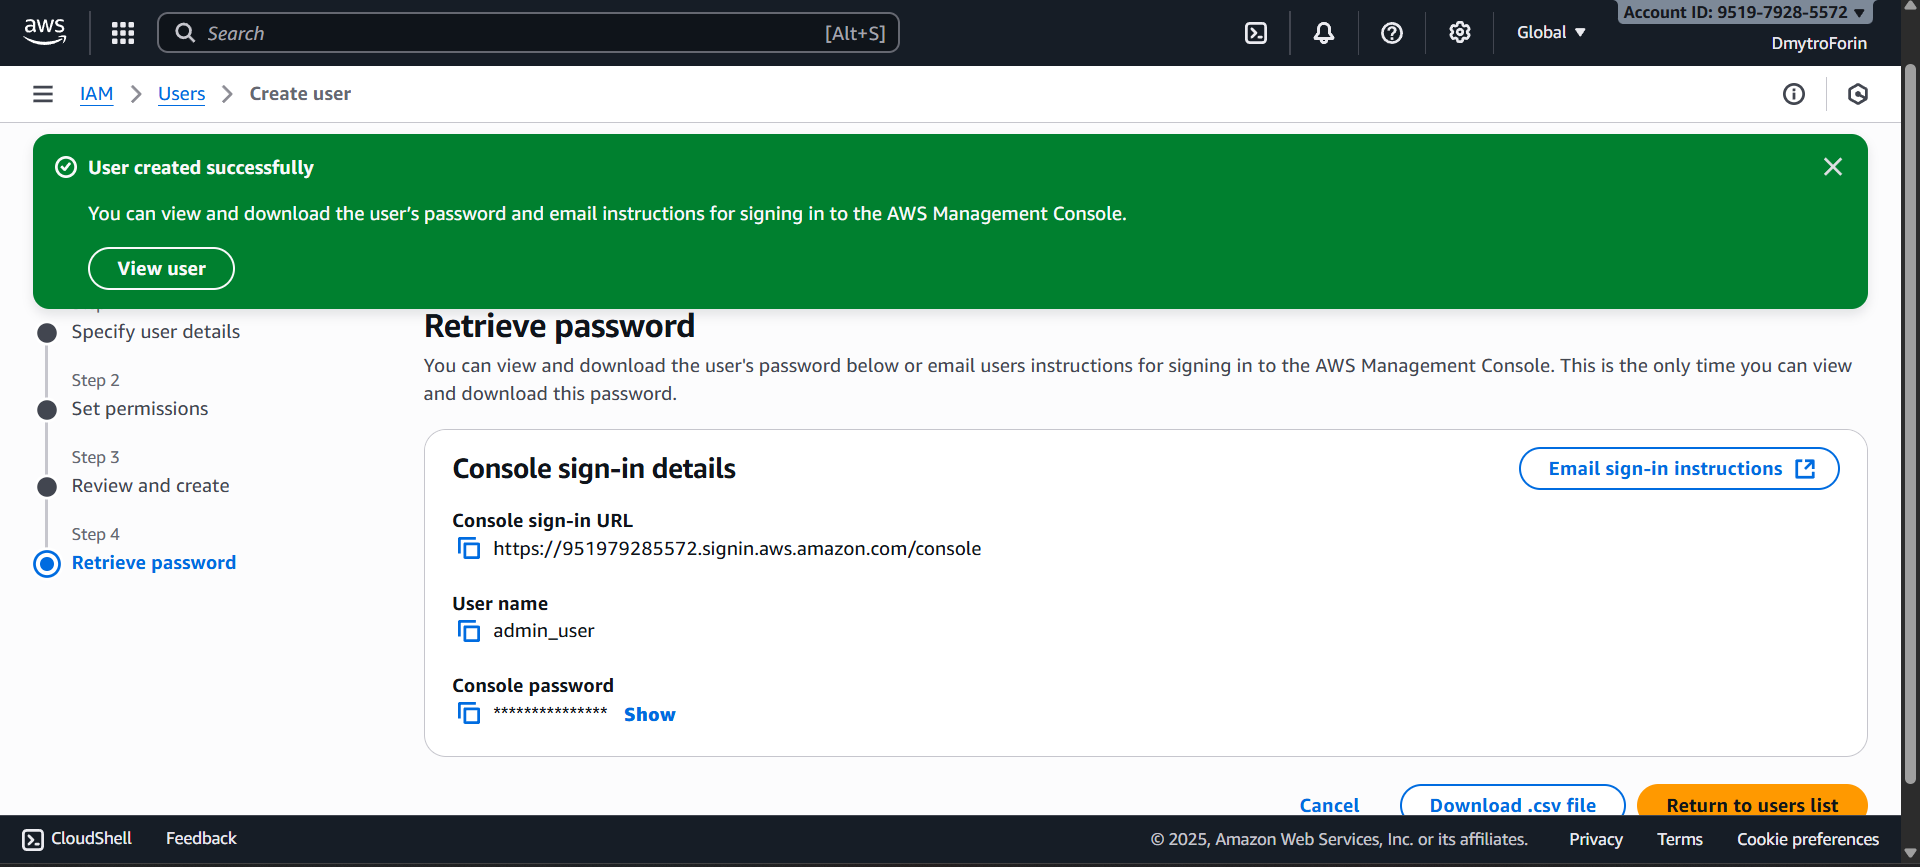 aws
Search
[Alt+S]
Global
Account ID: 9519-7928-5572
DmytroForin
IAM
Users
Create user
User created successfully
You can view and download the user’s password and email instructions for signing in to the AWS Management Console.
View user
Specify user details
Step 2
Set permissions
Step 3
Review and create
Step 4
Retrieve password
Retrieve password
You can view and download the user's password below or email users instructions for signing in to the AWS Management Console. This is the only time you can view
and download this password.
Console sign-in details
Email sign-in instructions
Console sign-in URL
https://951979285572.signin.aws.amazon.com/console
User name
admin_user
Console password
*************** Show
Cancel
Download .csv file
Return to users list
CloudShell
Feedback
© 2025, Amazon Web Services, Inc. or its affiliates.
Privacy
Terms
Cookie preferences